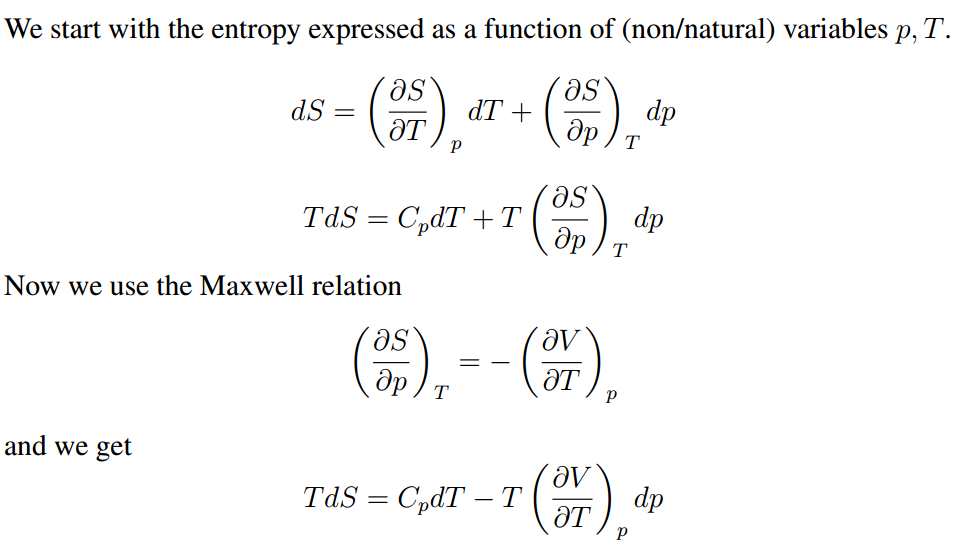 We start with the entropy expressed as a function of (non/natural) variables p, T.
dS = (∂S/∂T)_p dT + (∂S/∂p)_T dp
TdS = C_p dT + T (∂S/∂p)_T dp
Now we use the Maxwell relation
(∂S/∂p)_T = − (∂V/∂T)_p
and we get
TdS = C_p dT − T (∂V/∂T)_p dp